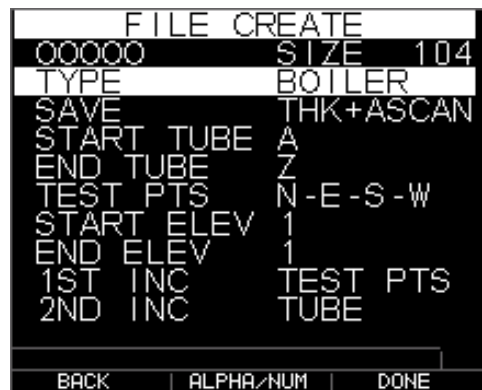 FILE CREATE
OOOOO SIZE 104
TYPE BOILER
SAVE THK+ASCAN
START TUBE A
END TUBE Z
TEST PTS N-E-S-W
START ELEV 1
END ELEV 1
1ST INC TEST PTS
2ND INC TUBE
BACK | ALPHA/NUM | DONE